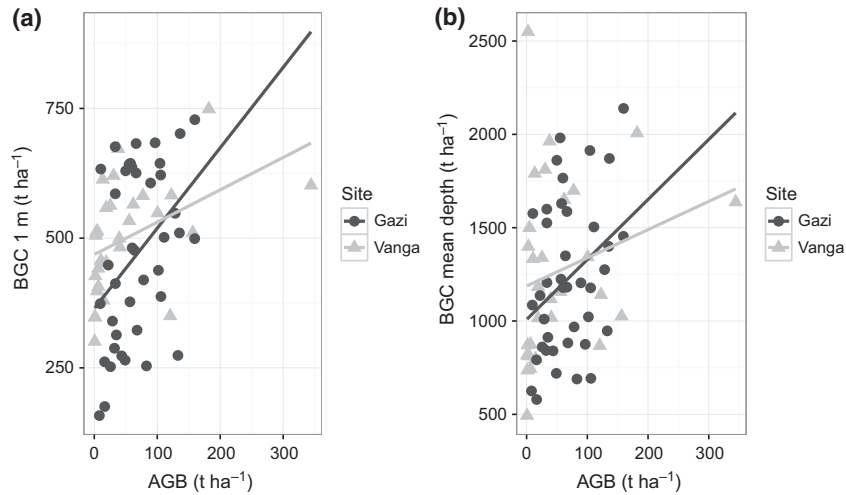 (a)
BGC 1 m (t ha⁻¹)
750
500
250
0
100
200
300
AGB (t ha⁻¹)
Site
Gazi
Vanga
(b)
BGC mean depth (t ha⁻¹)
2500
2000
1500
1000
500
0
100
200
300
AGB (t ha⁻¹)
Site
Gazi
Vanga